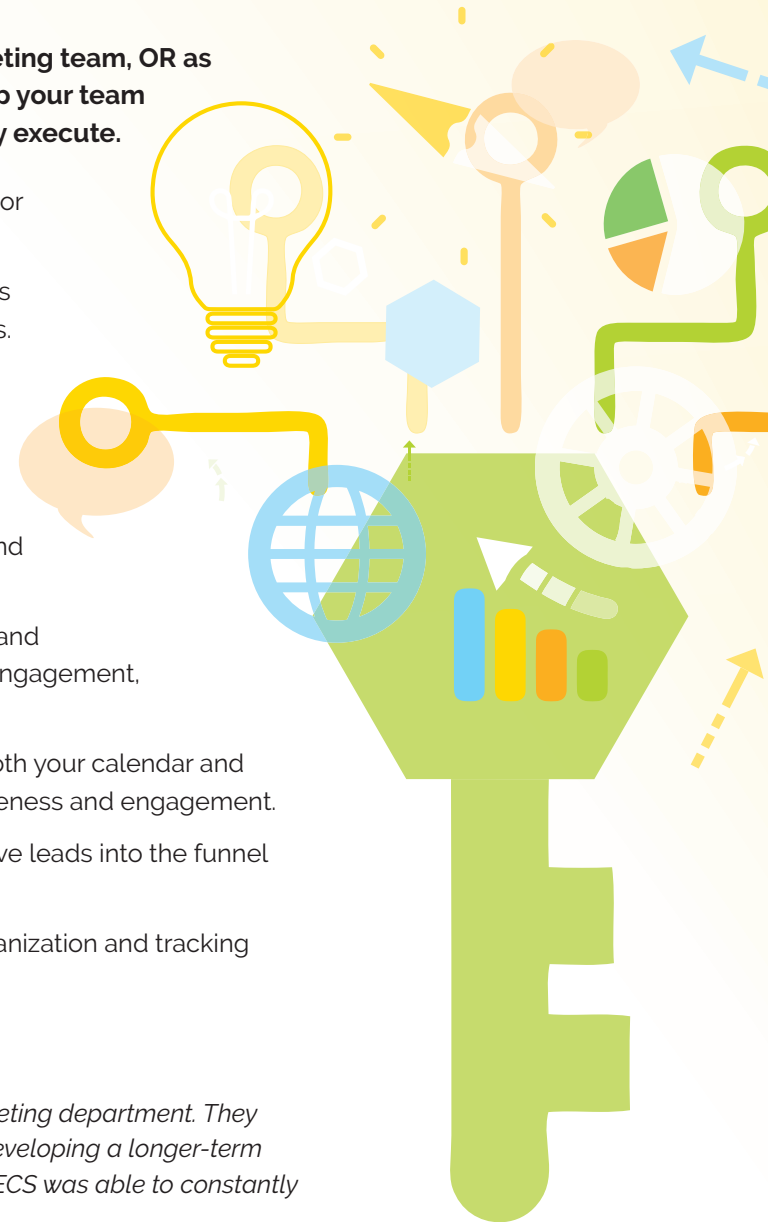 eting team, OR as
p your team
y execute.
or
s
s.
nd
and
ngagement,
oth your calendar and
eness and engagement.
ve leads into the funnel
anization and tracking
eting department. They
eveloping a longer-term
ECS was able to constantly